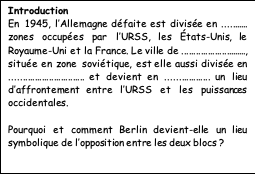 Introduction
En 1945, l'Allemagne défaite est divisée en .........
zones occupées par l'URSS, les États-Unis, le
Royaume-Uni et la France. Le ville de ............................,
située en zone soviétique, est elle aussi divisée en
................................ et devient en ................... un lieu
d'affrontement entre l'URSS et les puissances
occidentales.
Pourquoi et comment Berlin devient-elle un lieu
symbolique de l'opposition entre les deux blocs ?